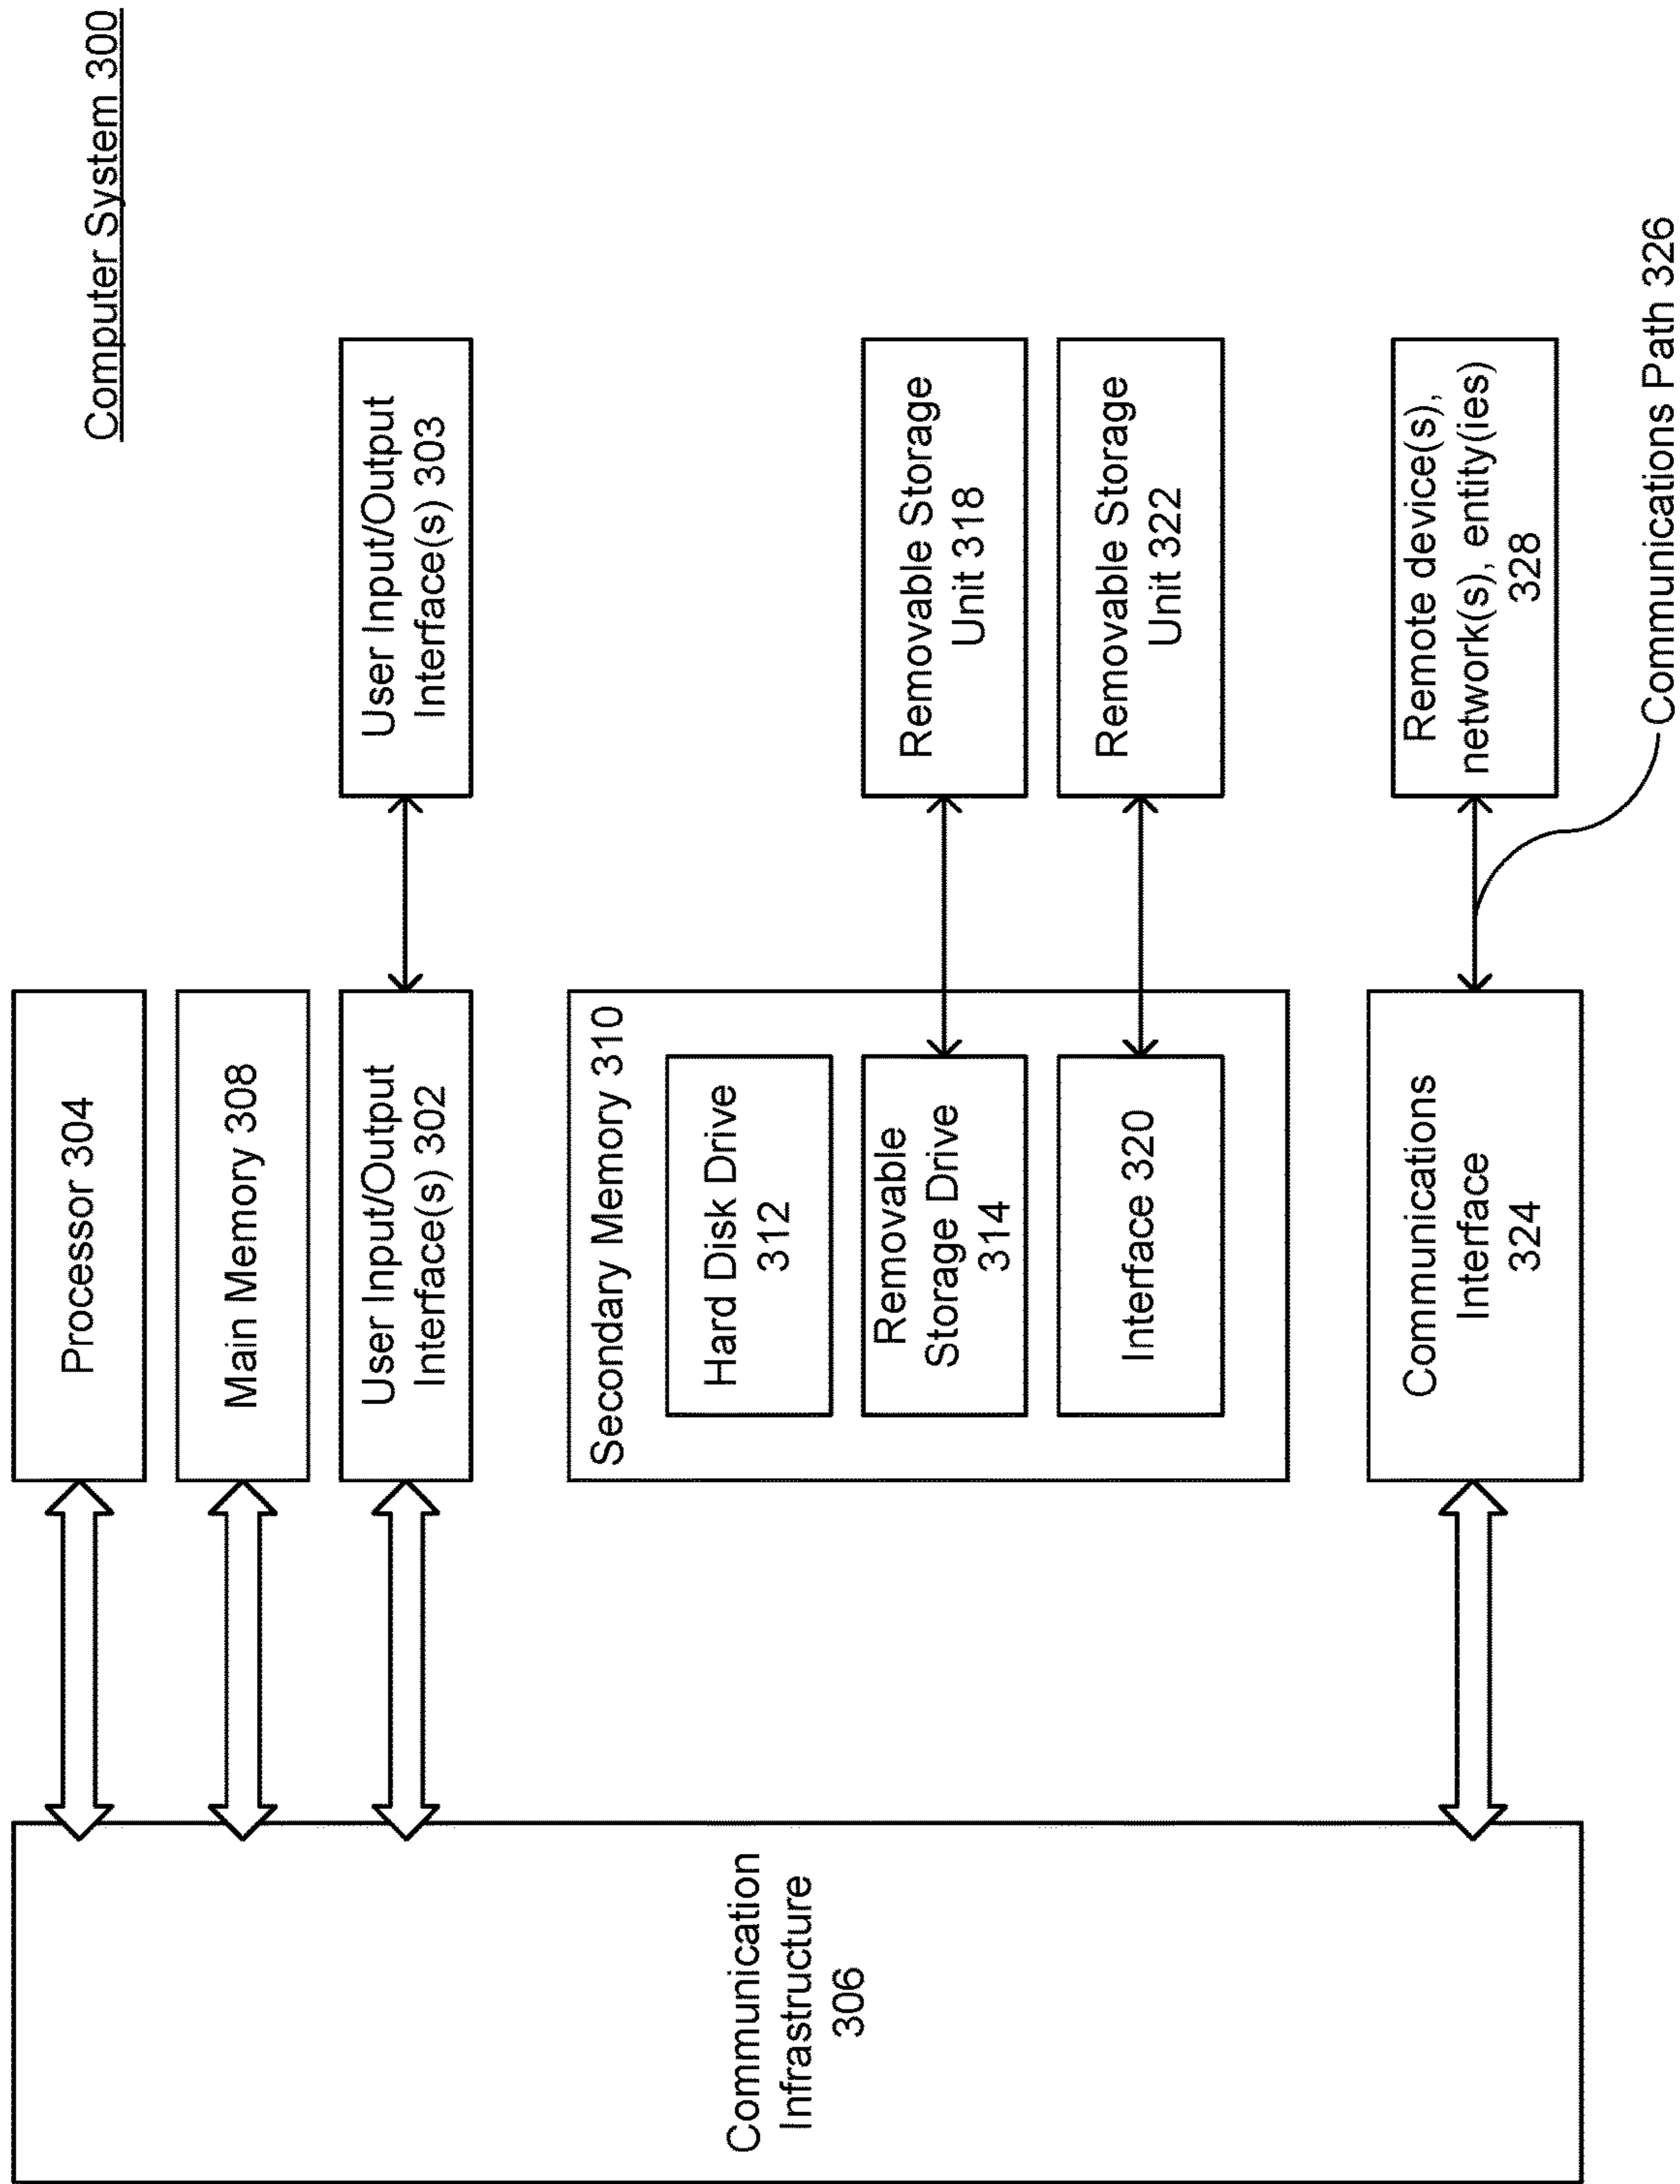 Computer System 300
Processor 304
Main Memory 308
User Input/Output
Interface(s) 302
User Input/Output
Interface(s) 303
Communication
Infrastructure
306
Secondary Memory 310
Hard Disk Drive
312
Removable
Storage Drive
314
Removable Storage
Unit 318
Interface 320
Removable Storage
Unit 322
Communications
Interface
324
Remote device(s),
network(s), entity(ies)
328
Communications Path 326